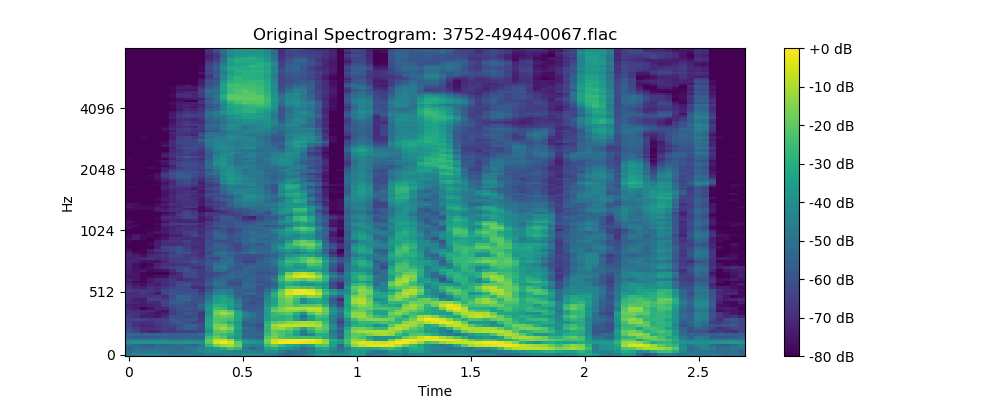 Original Spectrogram: 3752-4944-0067.flac
Hz
4096
2048
1024
512
0
0
0.5
1
1.5
2
2.5
Time
+0 dB
-10 dB
-20 dB
-30 dB
-40 dB
-50 dB
-60 dB
-70 dB
-80 dB